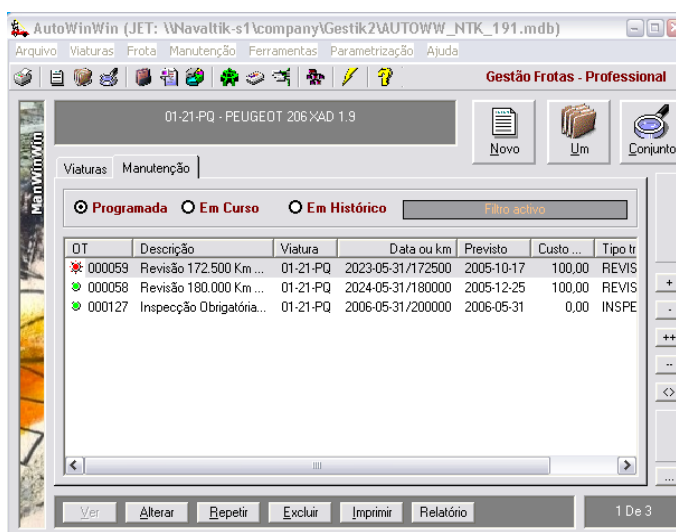 AutoWinWin (JET: \\Navaltik-s1\company\Gestik2\AUTOWW_NTK_191.mdb)
Arquivo Viaturas Frota Manutenção Ferramentas Parametrização Ajuda
Gestão Frotas - Professional
ManWinWin
01-21-PQ - PEUGEOT 206 XAD 1.9
Novo Um Conjunto
Viaturas Manutenção
Programada Em Curso Em Histórico Filtro activo
OT Descrição Viatura Data ou km Previsto Custo ... Tipo tr
000059 Revisão 172.500 Km ... 01-21-PQ 2023-05-31/172500 2005-10-17 100,00 REVIS
000058 Revisão 180.000 Km ... 01-21-PQ 2024-05-31/180000 2005-12-25 100,00 REVIS
000127 Inspecção Obrigatória... 01-21-PQ 2006-05-31/200000 2006-05-31 0,00 INSPE
+
-
++
--
<>
...
Ver Alterar Repetir Excluir Imprimir Relatório 1 De 3